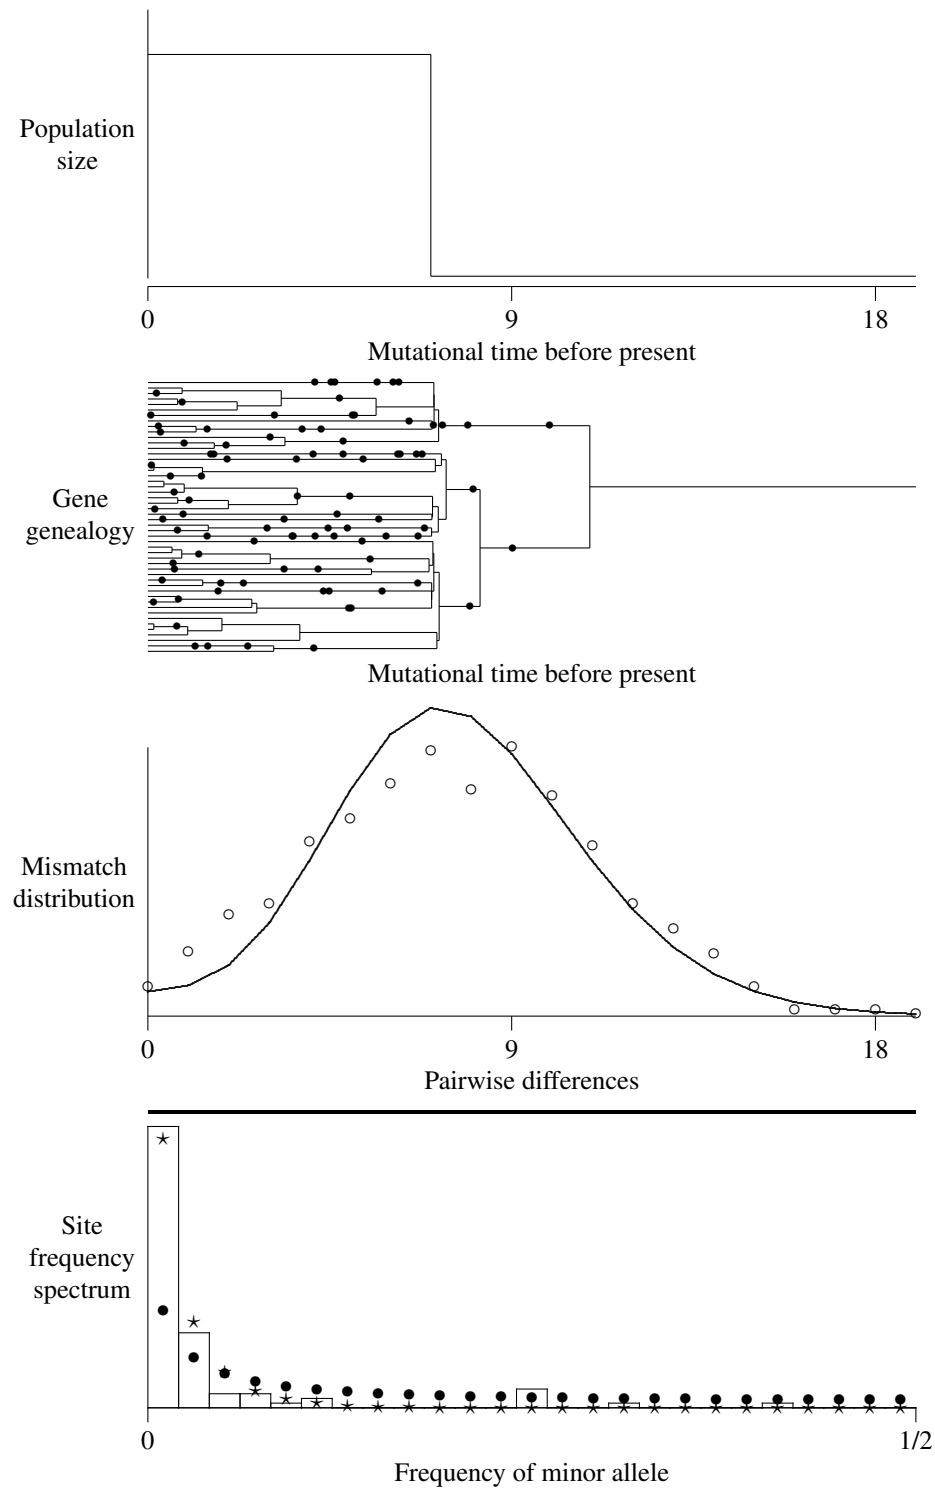 Population
size
0 9 18
Mutational time before present
Gene
genealogy
Mutational time before present
Mismatch
distribution
0 9 18
Pairwise differences
Site
frequency
spectrum
0 1/2
Frequency of minor allele